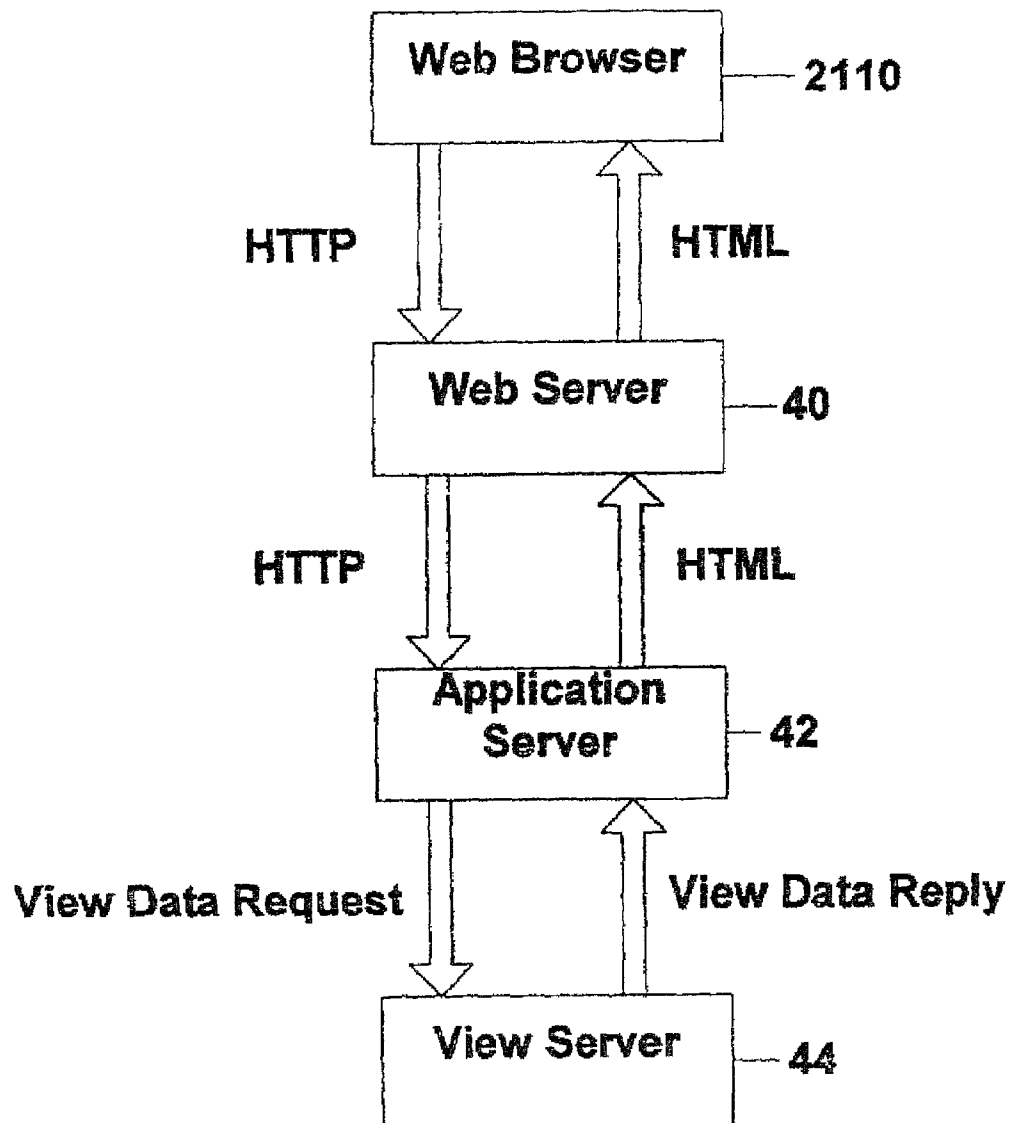 Web Browser
2110
HTTP
HTML
Web Server
40
HTTP
HTML
Application
Server
42
View Data Request
View Data Reply
View Server
44